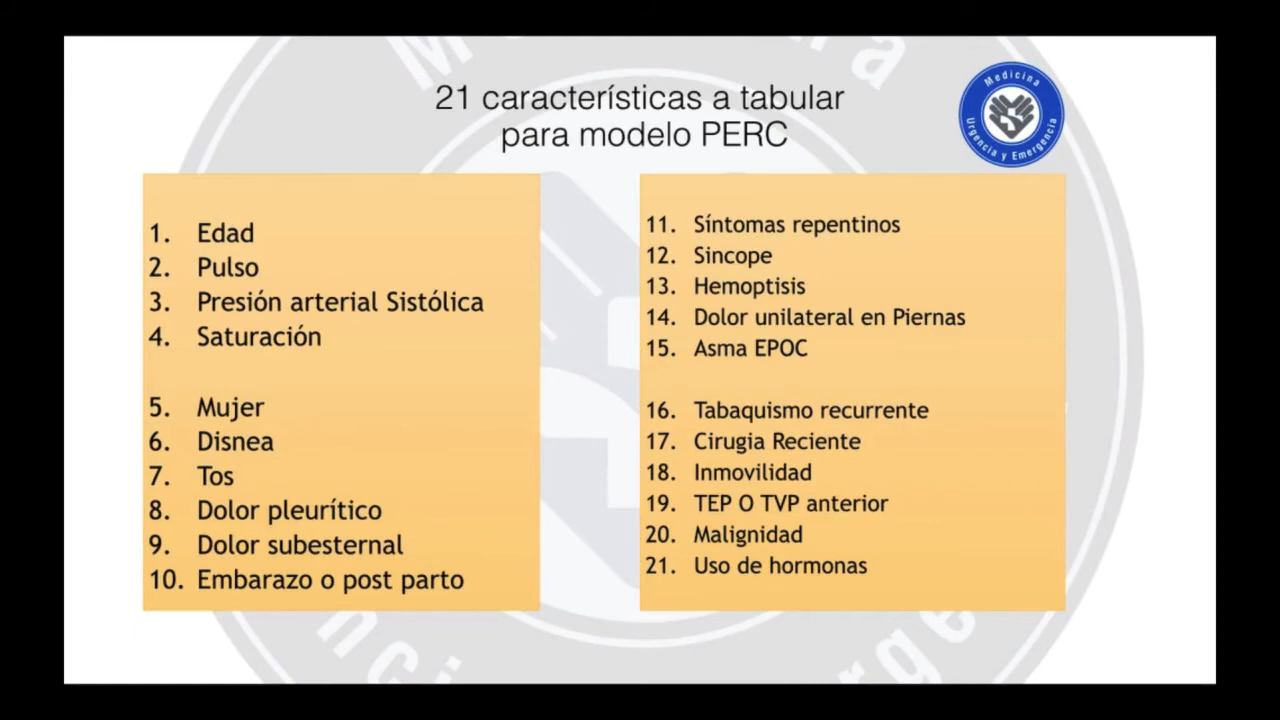 21 características a tabular
para modelo PERC
Medicina
Urgencia y Emergencia
1. Edad
2. Pulso
3. Presión arterial Sistólica
4. Saturación
5. Mujer
6. Disnea
7. Tos
8. Dolor pleurítico
9. Dolor subesternal
10. Embarazo o post parto
11. Síntomas repentinos
12. Sincope
13. Hemoptisis
14. Dolor unilateral en Piernas
15. Asma EPOC
16. Tabaquismo recurrente
17. Cirugia Reciente
18. Inmovilidad
19. TEP O TVP anterior
20. Malignidad
21. Uso de hormonas